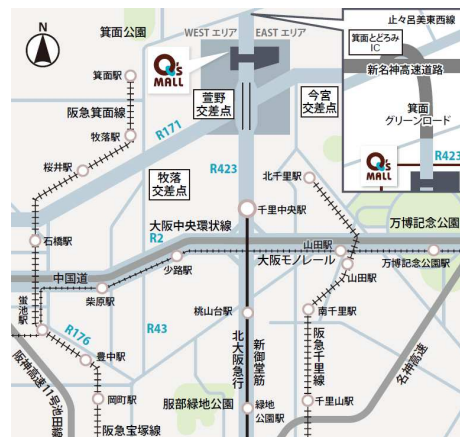 箕面公園
N
WEST エリア
EAST エリア
止々呂美東西線
箕面とどろみ
IC
新名神高速道路
箕面
グリーンロード
Q's
MALL
R423
Q's
MALL
箕面駅
阪急箕面線
牧落駅
R171
萱野
交差点
今宮
交差点
桜井駅
牧落
交差点
R423
北千里駅
千里中央駅
万博記念公園
石橋駅
大阪中央環状線
R2
山田駅
大阪モノレール
万博記念公園駅
中国道
少路駅
山田駅
柴原駅
蛍池駅
R176
R43
桃山台駅
南千里駅
豊中駅
北大阪急行
新御堂筋
阪急千里線
名神高速
阪神高速11号池田線
岡町駅
服部緑地公園
緑地
公園駅
千里山駅
阪急宝塚線